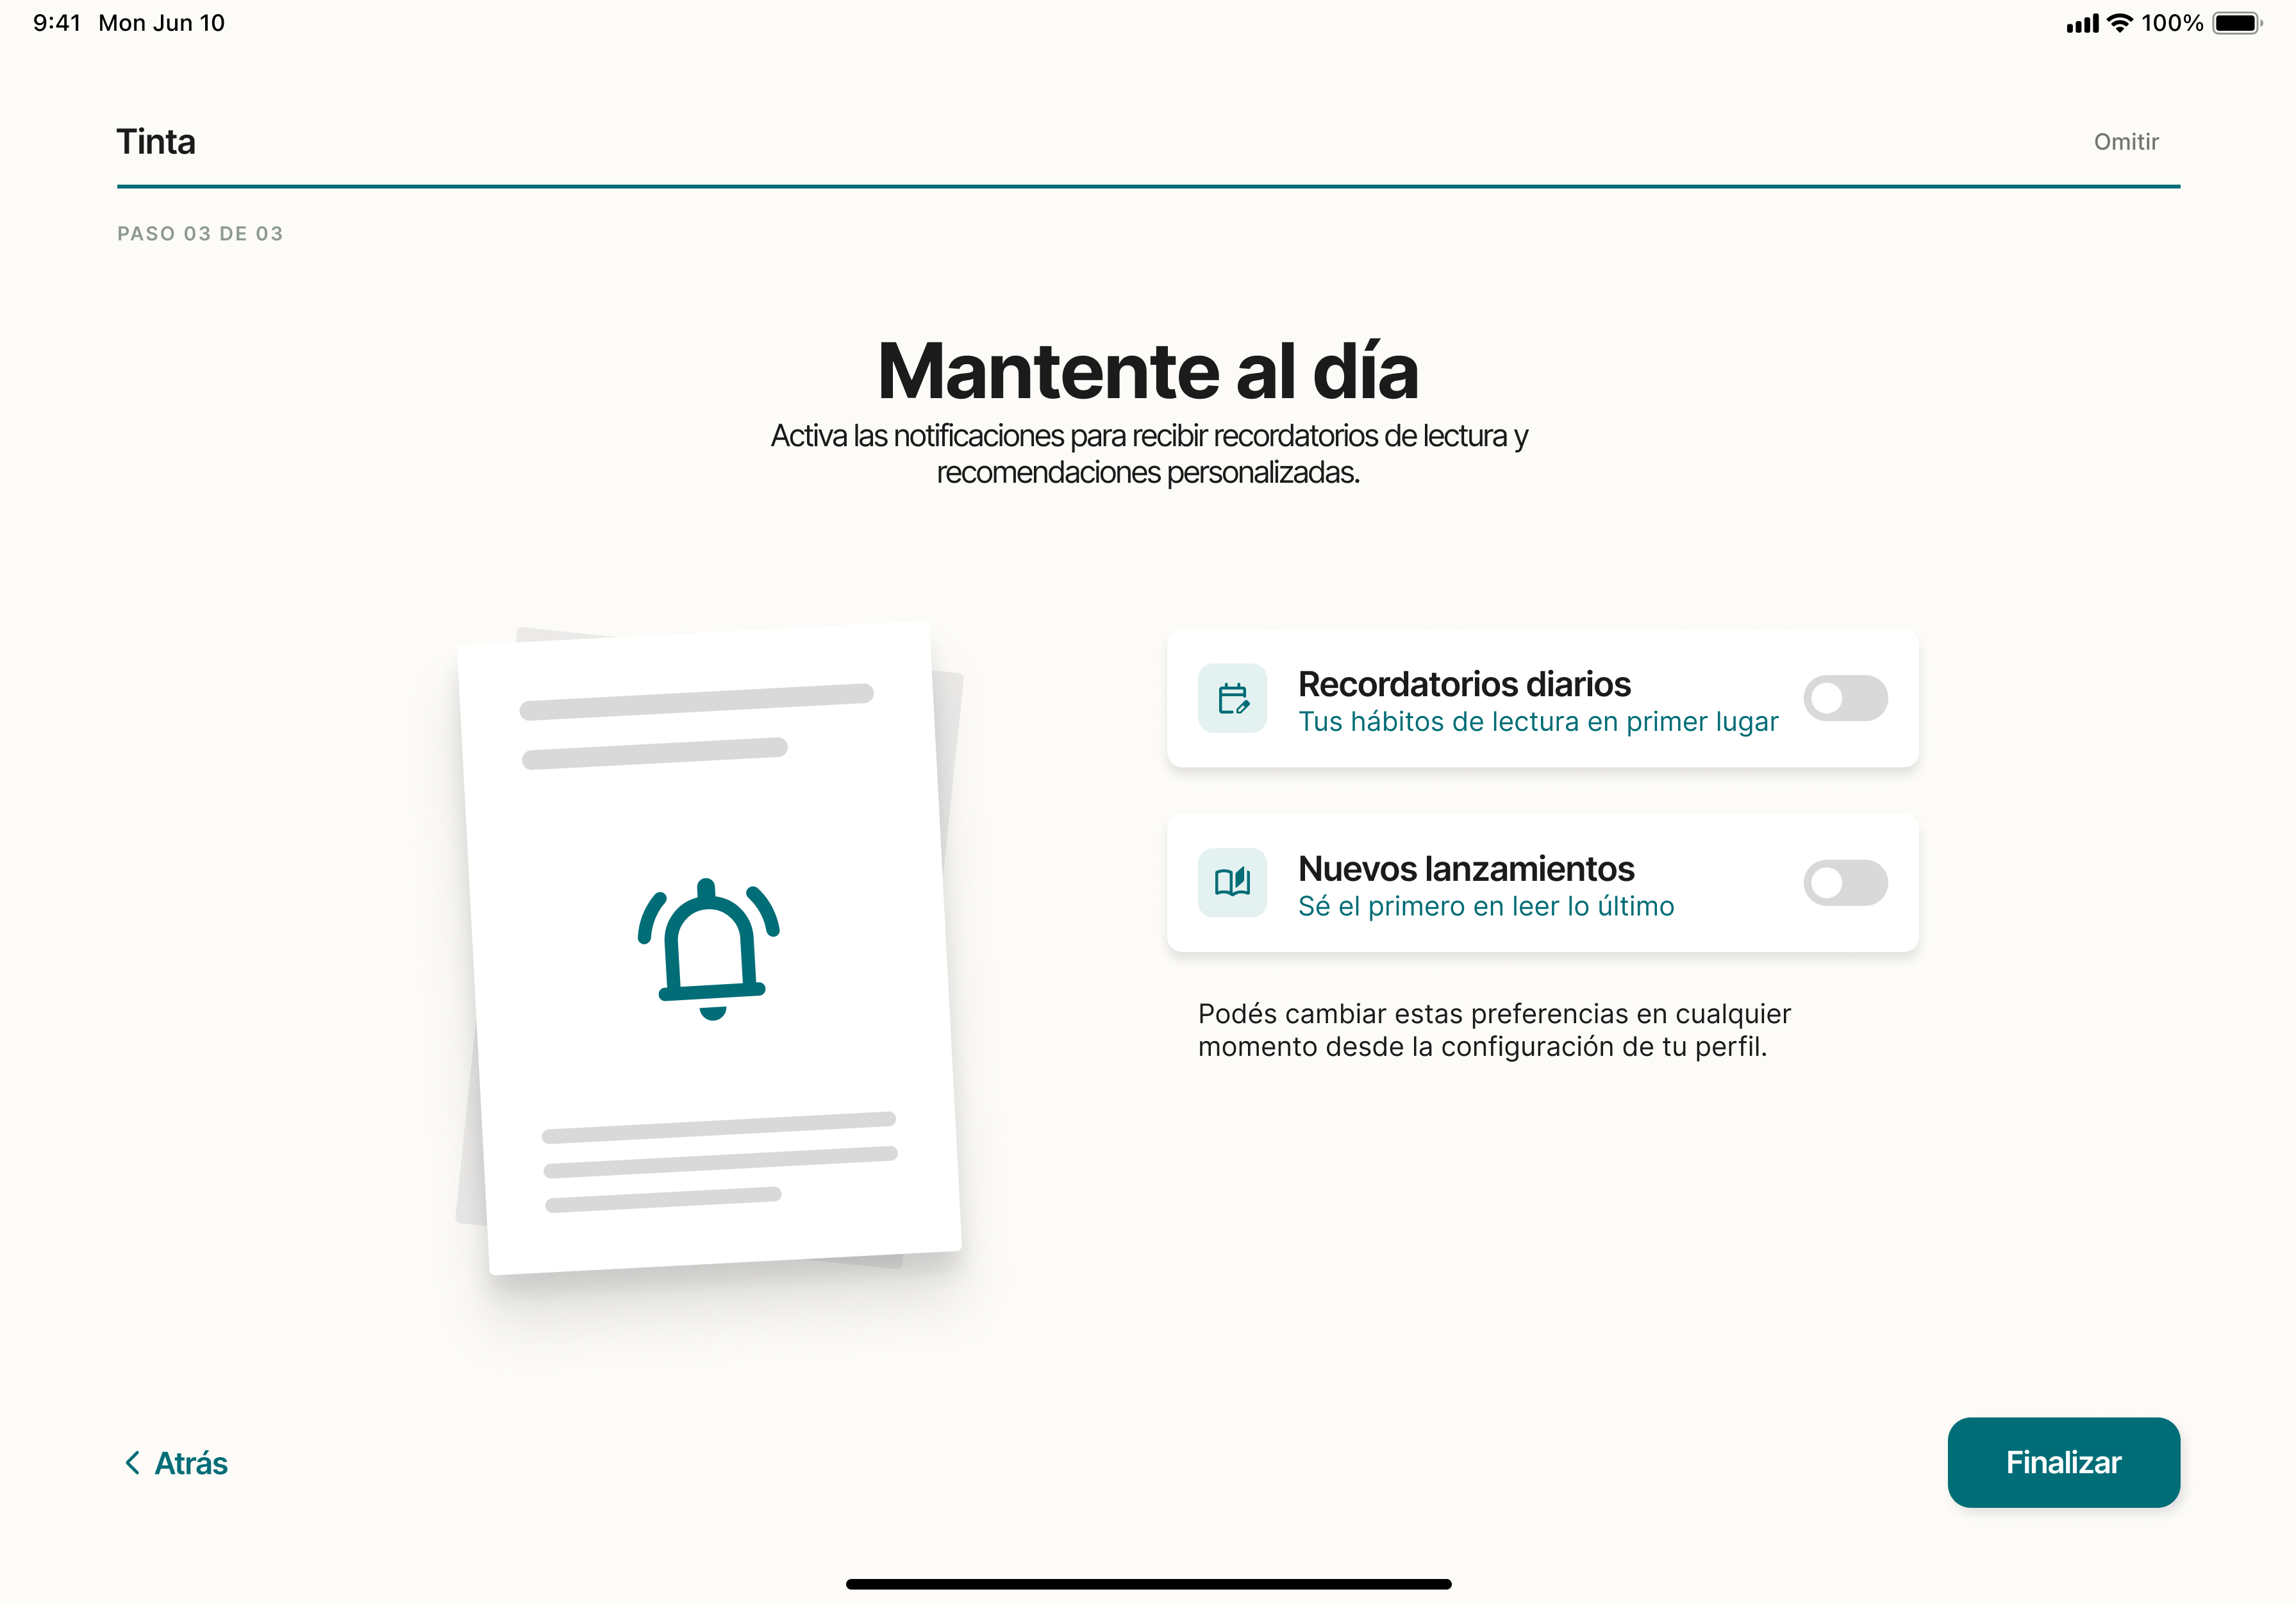 9:41 Mon Jun 10
100%
Tinta
Omitir
PASO 03 DE 03
Mantente al día
Activa las notificaciones para recibir recordatorios de lectura y
recomendaciones personalizadas.
Recordatorios diarios
Tus hábitos de lectura en primer lugar
Nuevos lanzamientos
Sé el primero en leer lo último
Podés cambiar estas preferencias en cualquier
momento desde la configuración de tu perfil.
Atrás
Finalizar